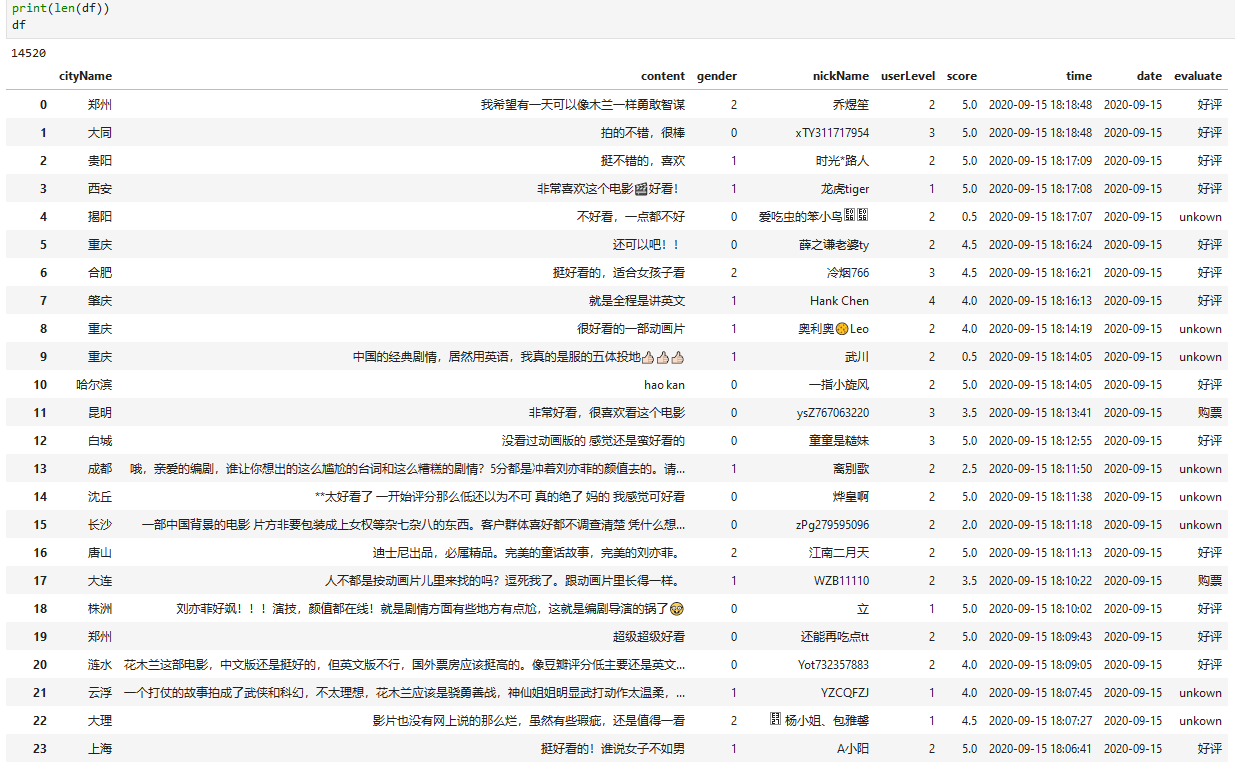 print(len(df))
df
14520
cityName content gender nickName userLevel score time date evaluate
0 郑州 我希望有一天可以像木兰一样勇敢智谋 2 乔煜笙 2 5.0 2020-09-15 18:18:48 2020-09-15 好评
1 大同 拍的不错，很棒 0 xTY311717954 3 5.0 2020-09-15 18:18:48 2020-09-15 好评
2 贵阳 挺不错的，喜欢 1 时光*路人 2 5.0 2020-09-15 18:17:09 2020-09-15 好评
3 西安 非常喜欢这个电影🎬好看！ 1 龙虎tiger 1 5.0 2020-09-15 18:17:08 2020-09-15 好评
4 揭阳 不好看，一点都不好 0 爱吃虫的笨小鸟 2 0.5 2020-09-15 18:17:07 2020-09-15 unkown
5 重庆 还可以吧！！ 0 薛之谦老婆ty 2 4.5 2020-09-15 18:16:24 2020-09-15 好评
6 合肥 挺好看的，适合女孩子看 2 冷烟766 3 4.5 2020-09-15 18:16:21 2020-09-15 好评
7 肇庆 就是全程是讲英文 1 Hank Chen 4 4.0 2020-09-15 18:16:13 2020-09-15 好评
8 重庆 很好看的一部动画片 1 奥利奥🍪Leo 2 4.0 2020-09-15 18:14:19 2020-09-15 unkown
9 重庆 中国的经典剧情，居然用英语，我真的是服的五体投地👍🏻👍🏻👍🏻 1 武川 2 0.5 2020-09-15 18:14:05 2020-09-15 unkown
10 哈尔滨 hao kan 0 一指小旋风 2 5.0 2020-09-15 18:14:05 2020-09-15 好评
11 昆明 非常好看，很喜欢看这个电影 0 ysZ767063220 3 3.5 2020-09-15 18:13:41 2020-09-15 购票
12 白城 没看过动画版的 感觉还是蛮好看的 0 童童是糙妹 3 5.0 2020-09-15 18:12:55 2020-09-15 好评
13 成都 哦，亲爱的编剧，谁让你想出的这么尴尬的台词和这么糟糕的剧情？5分都是冲着刘亦菲的颜值去的。请... 1 离别歌 2 2.5 2020-09-15 18:11:50 2020-09-15 unkown
14 沈丘 **太好看了 一开始评分那么低还以为不可 真的绝了 妈的 我感觉可好看 0 烨皇啊 2 5.0 2020-09-15 18:11:38 2020-09-15 unkown
15 长沙 一部中国背景的电影 片方非要包装成上女权等杂七杂八的东西。客户群体喜好都不调查清楚 凭什么想... 0 zPg279595096 2 2.0 2020-09-15 18:11:18 2020-09-15 unkown
16 唐山 迪士尼出品，必属精品。完美的童话故事，完美的刘亦菲。 2 江南二月天 2 5.0 2020-09-15 18:11:13 2020-09-15 好评
17 大连 人不都是按动画片儿里来找的吗？逗死我了。跟动画片里长得一样。 1 WZB11110 2 3.5 2020-09-15 18:10:22 2020-09-15 购票
18 株洲 刘亦菲好飒！！！演技，颜值都在线！就是剧情方面有些地方有点尬，这就是编剧导演的锅了 0 立 1 5.0 2020-09-15 18:10:02 2020-09-15 好评
19 郑州 超级超级好看 0 还能再吃点tt 2 5.0 2020-09-15 18:09:43 2020-09-15 好评
20 涟水 花木兰这部电影，中文版还是挺好的，但英文版不行，国外票房应该挺高的。像豆瓣评分低主要还是英文... 0 Yot732357883 2 4.0 2020-09-15 18:09:05 2020-09-15 好评
21 云浮 一个打仗的故事拍成了武侠和科幻，不太理想，花木兰应该是骁勇善战，神仙姐姐明显武打动作太温柔，... 1 YZCQFZJ 1 4.0 2020-09-15 18:07:45 2020-09-15 unkown
22 大理 影片也没有网上说的那么烂，虽然有些瑕疵，还是值得一看 2 杨小姐、包雅馨 1 4.5 2020-09-15 18:07:27 2020-09-15 unkown
23 上海 挺好看的！谁说女子不如男 1 A小阳 2 5.0 2020-09-15 18:06:41 2020-09-15 好评